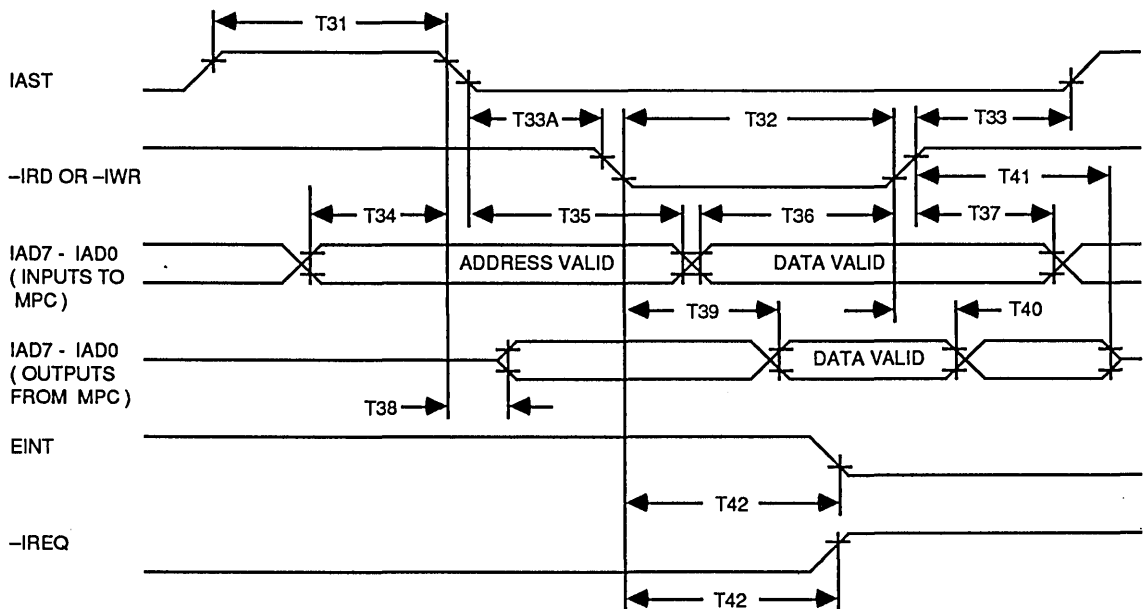 T31
IAST
T33A
T32
T33
–IRD OR –IWR
T41
T34
T35
T36
T37
IAD7 - IAD0
( INPUTS TO
MPC )
ADDRESS VALID
DATA VALID
T39
T40
IAD7 - IAD0
( OUTPUTS
FROM MPC )
DATA VALID
T38
EINT
T42
–IREQ
T42